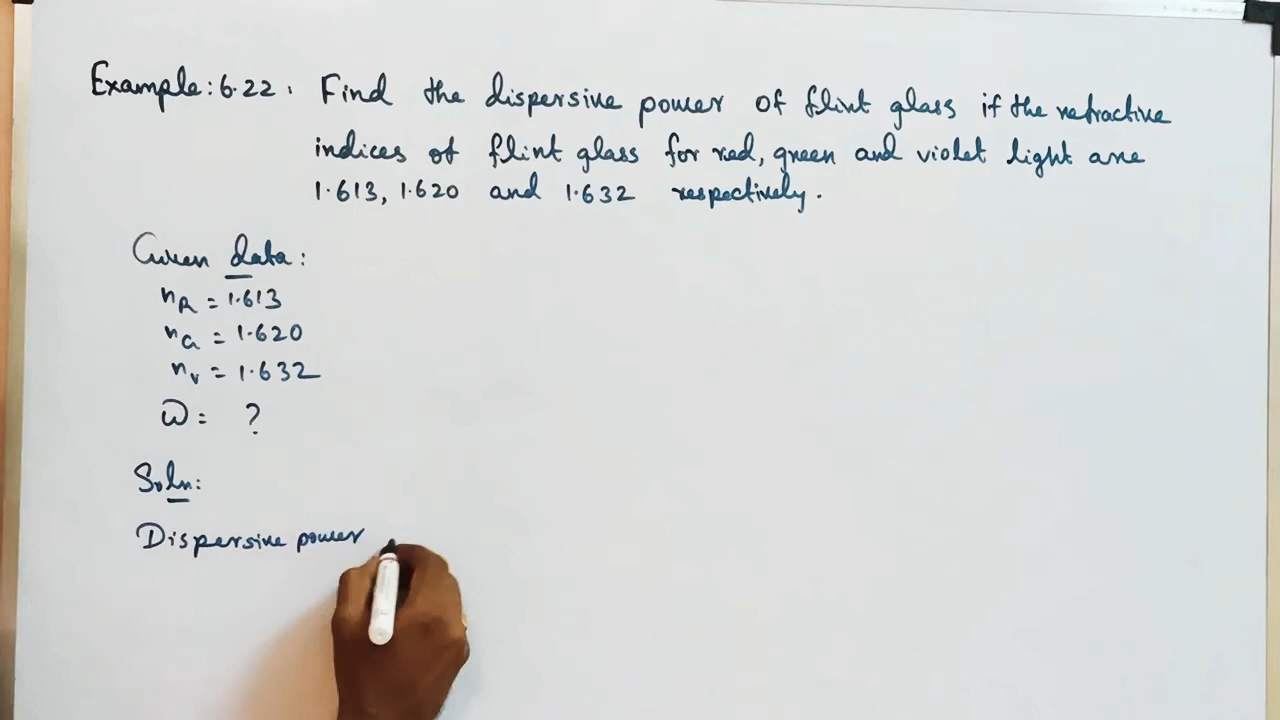 Example: 6.22. Find the dispersive power of flint glass if the refractive
indices of flint glass for red, green and violet light are
1.613, 1.620 and 1.632 respectively.
Given data:
nR = 1.613
nG = 1.620
nv = 1.632
ω = ?
Soln:
Dispersive power